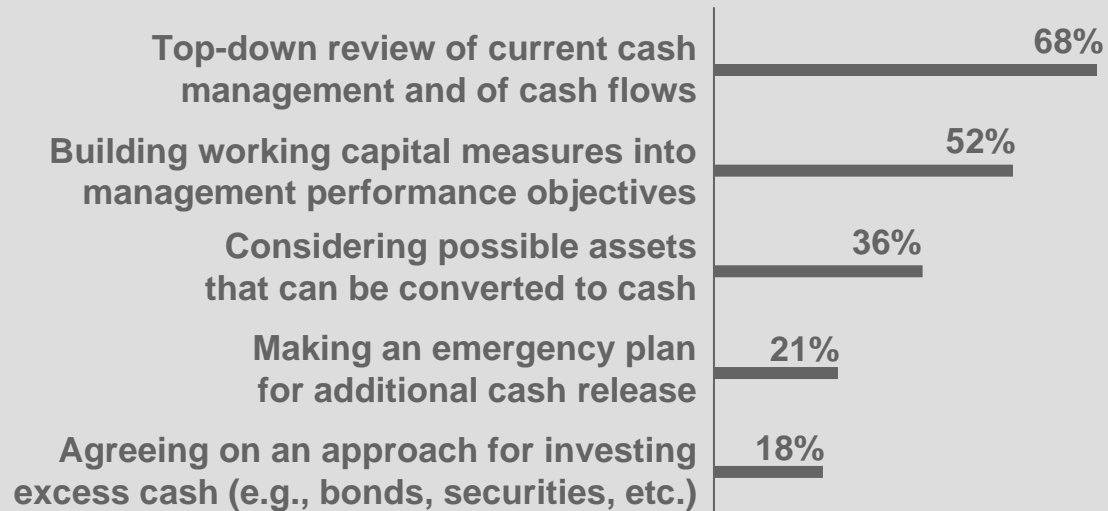 Top-down review of current cash
management and of cash flows
68%
Building working capital measures into
management performance objectives
52%
Considering possible assets
that can be converted to cash
36%
Making an emergency plan
for additional cash release
21%
Agreeing on an approach for investing
excess cash (e.g., bonds, securities, etc.)
18%